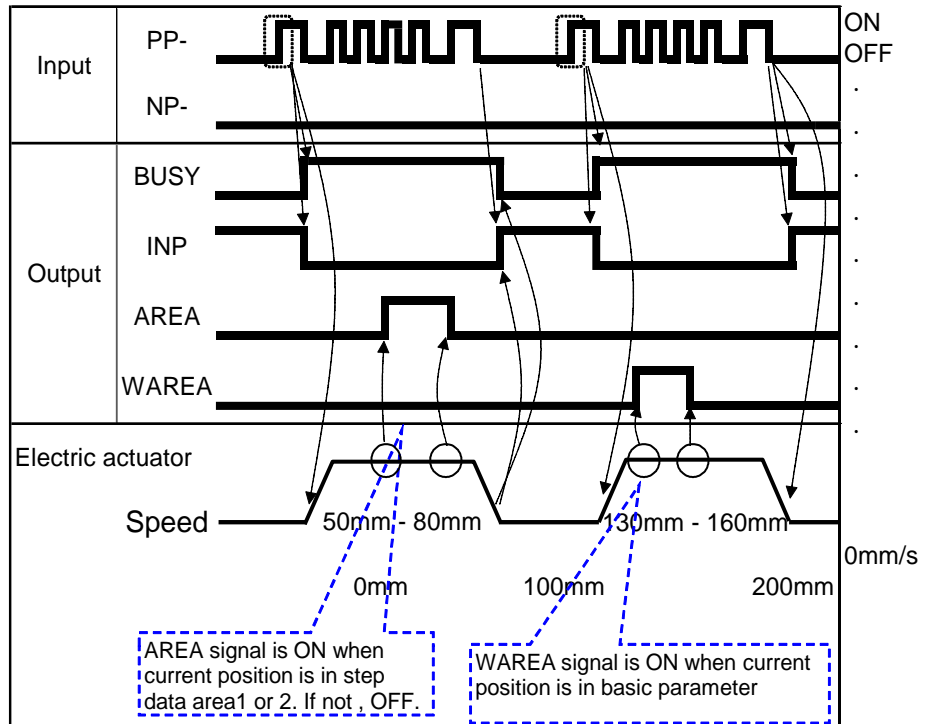 Input
PP-
NP-
ON
OFF
Output
BUSY
INP
AREA
WAREA
Electric actuator
Speed
50mm - 80mm
130mm - 160mm
0mm/s
0mm
100mm
200mm
AREA signal is ON when
current position is in step
data area1 or 2. If not , OFF.
WAREA signal is ON when current
position is in basic parameter